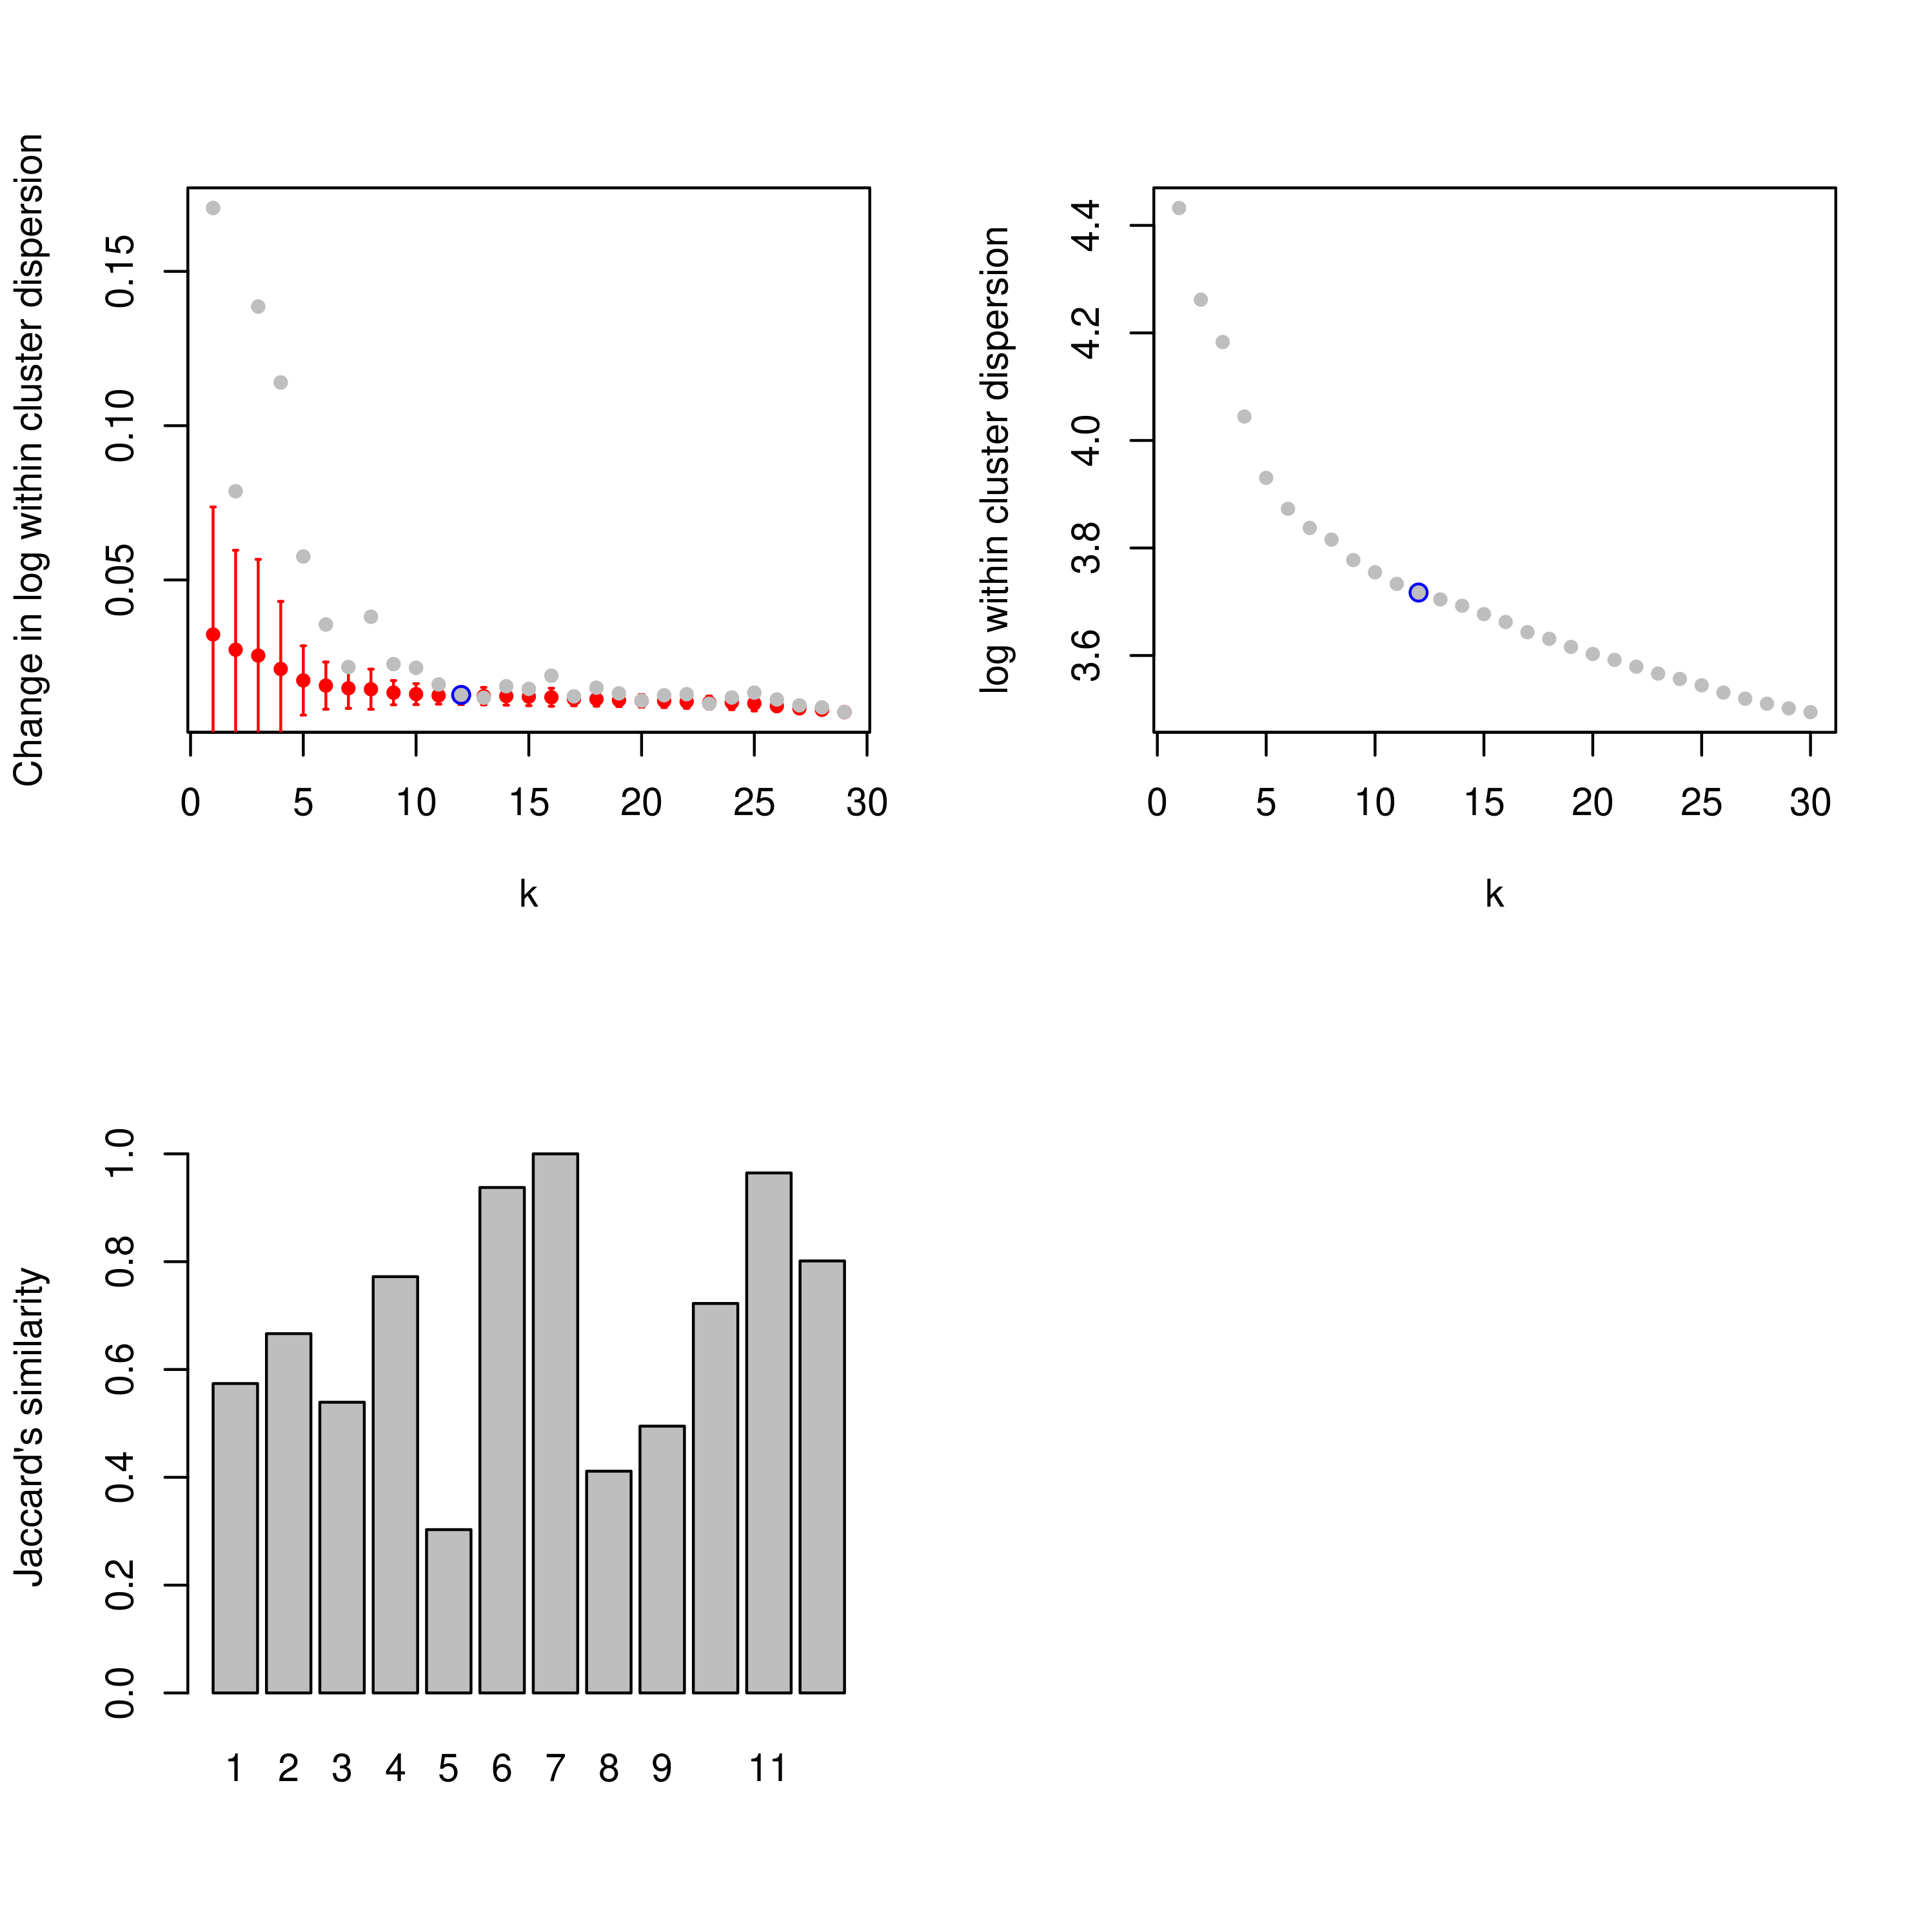 Change in log within cluster dispersion
0.05 0.10 0.15
0 5 10 15 20 25 30
k
log within cluster dispersion
3.6 3.8 4.0 4.2 4.4
0 5 10 15 20 25 30
k
Jaccard's similarity
0.0 0.2 0.4 0.6 0.8 1.0
1 2 3 4 5 6 7 8 9 11